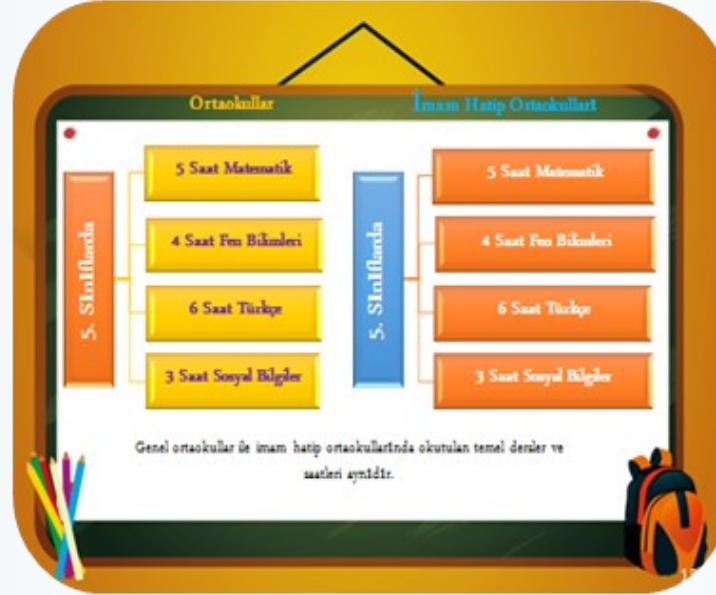 Ortaokullar
İmam Hatip Ortaokulları
5. Sınıflarda
5 Saat Matematik
4 Saat Fen Bilimleri
6 Saat Türkçe
3 Saat Sosyal Bilgiler
5. Sınıflarda
5 Saat Matematik
4 Saat Fen Bilimleri
6 Saat Türkçe
3 Saat Sosyal Bilgiler
Genel ortaokullar ile imam hatip ortaokullarında okutulan temel dersler ve
saatleri aynıdır.